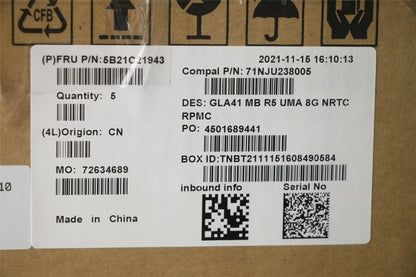 CFB
(P)FRU P/N:5B21C21943
2021-11-15 16:10:13
Compal P/N: 71NJU238005
Quantity: 5
DES: GLA41 MB R5 UMA 8G NRTC
RPMC
(4L)Origion: CN
PO: 4501689441
BOX ID:TNBT2111151608490584
MO: 72634689
inbound info
Serial No
Made in China
10